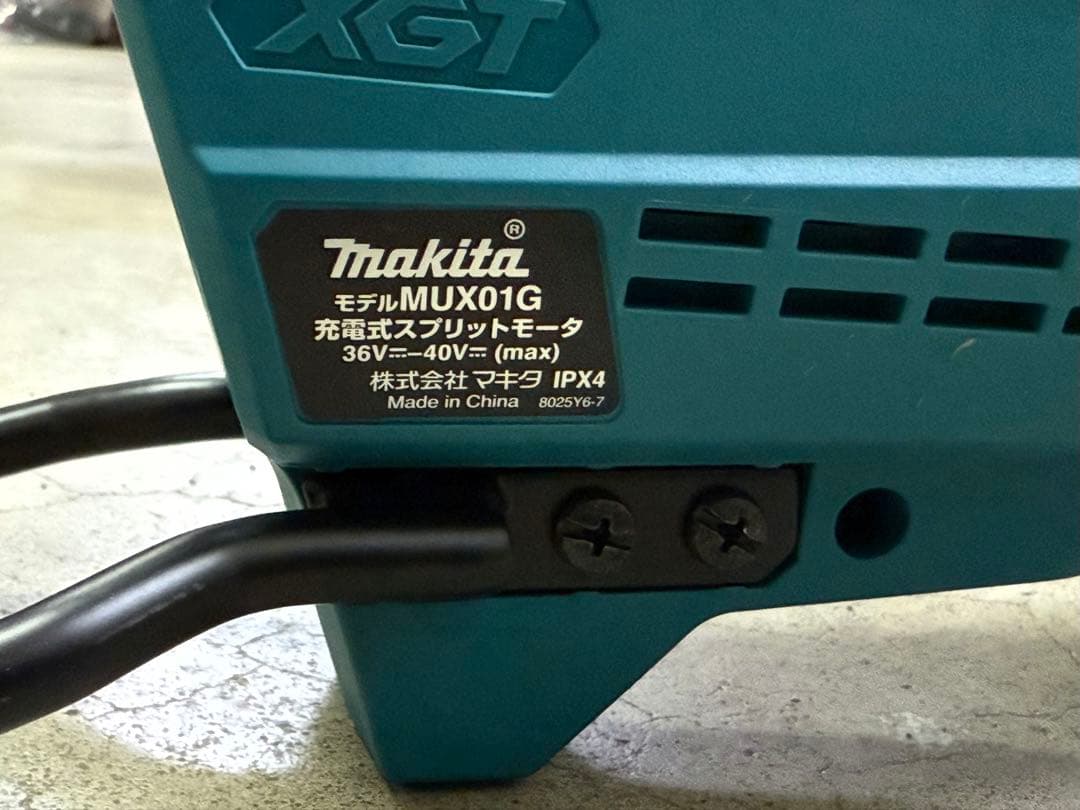 XGT
makita®
モデルMUX01G
充電式スプリットモータ
36V⎓–40V⎓ (max)
株式会社 マキタ IPX4
Made in China 8025Y6-7